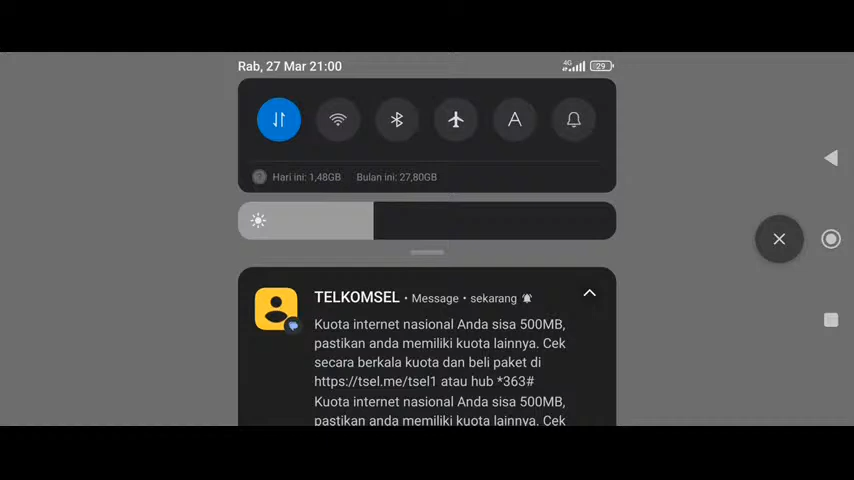 Rab, 27 Mar 21:00
4G
29
A
Hari ini: 1,48GB Bulan ini: 27,80GB
TELKOMSEL • Message • sekarang
Kuota internet nasional Anda sisa 500MB,
pastikan anda memiliki kuota lainnya. Cek
secara berkala kuota dan beli paket di
https://tsel.me/tsel1 atau hub *363#
Kuota internet nasional Anda sisa 500MB,
pastikan anda memiliki kuota lainnya. Cek